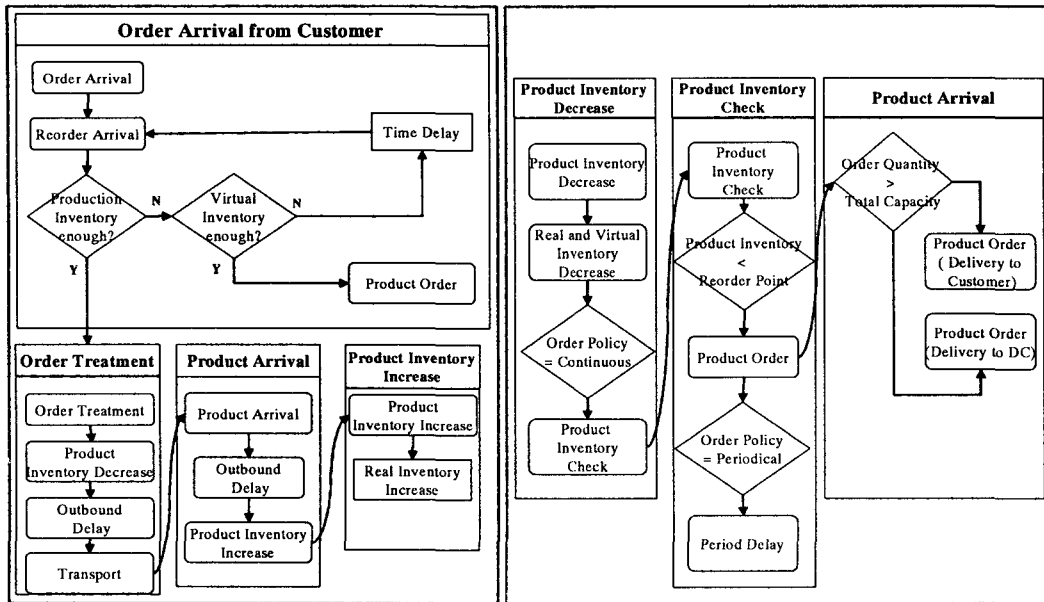 Order Arrival from Customer
Order Arrival
Reorder Arrival
Time Delay
Production
Inventory
enough?
N
Virtual
Inventory
enough?
N
Y
Y
Product Order
Order Treatment
Order Treatment
Product
Inventory Decrease
Outbound
Delay
Transport
Product Arrival
Product Arrival
Outbound
Delay
Product Inventory
Increase
Product Inventory
Increase
Product
Inventory Increase
Real Inventory
Increase
Product Inventory
Decrease
Product Inventory
Decrease
Real and Virtual
Inventory
Decrease
Order Policy
= Continuous
Product
Inventory
Check
Product Inventory
Check
Product
Inventory
Check
Product Inventory
<
Reorder Point
Product Order
Order Policy
= Periodical
Period Delay
Product Arrival
Order Quantity
>
Total Capacity
Product Order
( Delivery to
Customer)
Product Order
(Delivery to DC)